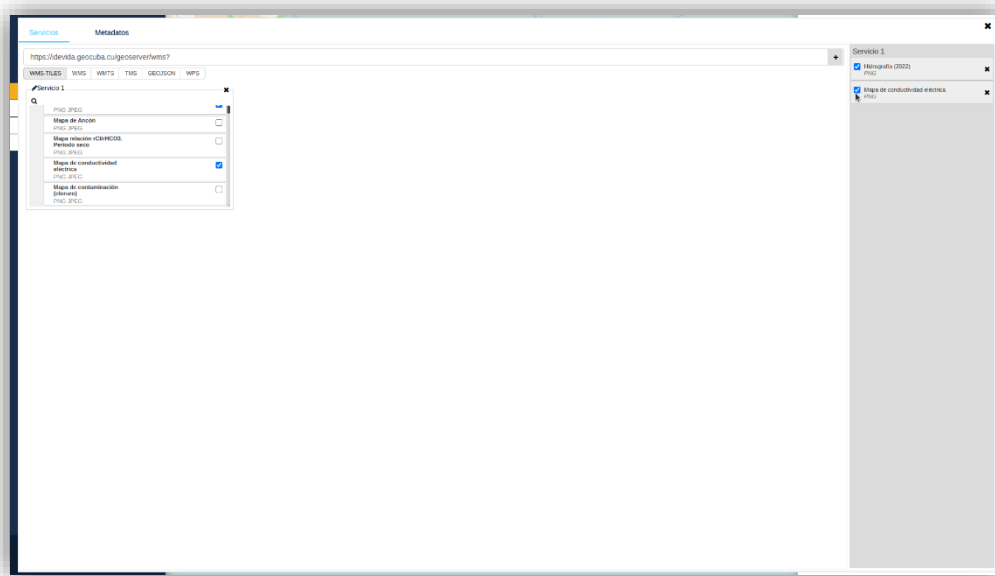 Servicios Metadatos
https://idevida.geocuba.cu/geoserver/wms?
WMS-TILES WMS WMTS TMS GEOJSON WPS
Servicio 1
PNG JPEG
Mapa de Ancón
PNG JPEG
Mapa relación rCl/rHCO3.
Período seco
PNG JPEG
Mapa de conductividad
eléctrica
PNG JPEG
Mapa de contaminación
(cloruro)
PNG JPEG
Servicio 1
Hidrografía (2022)
PNG
Mapa de conductividad eléctrica
PNG